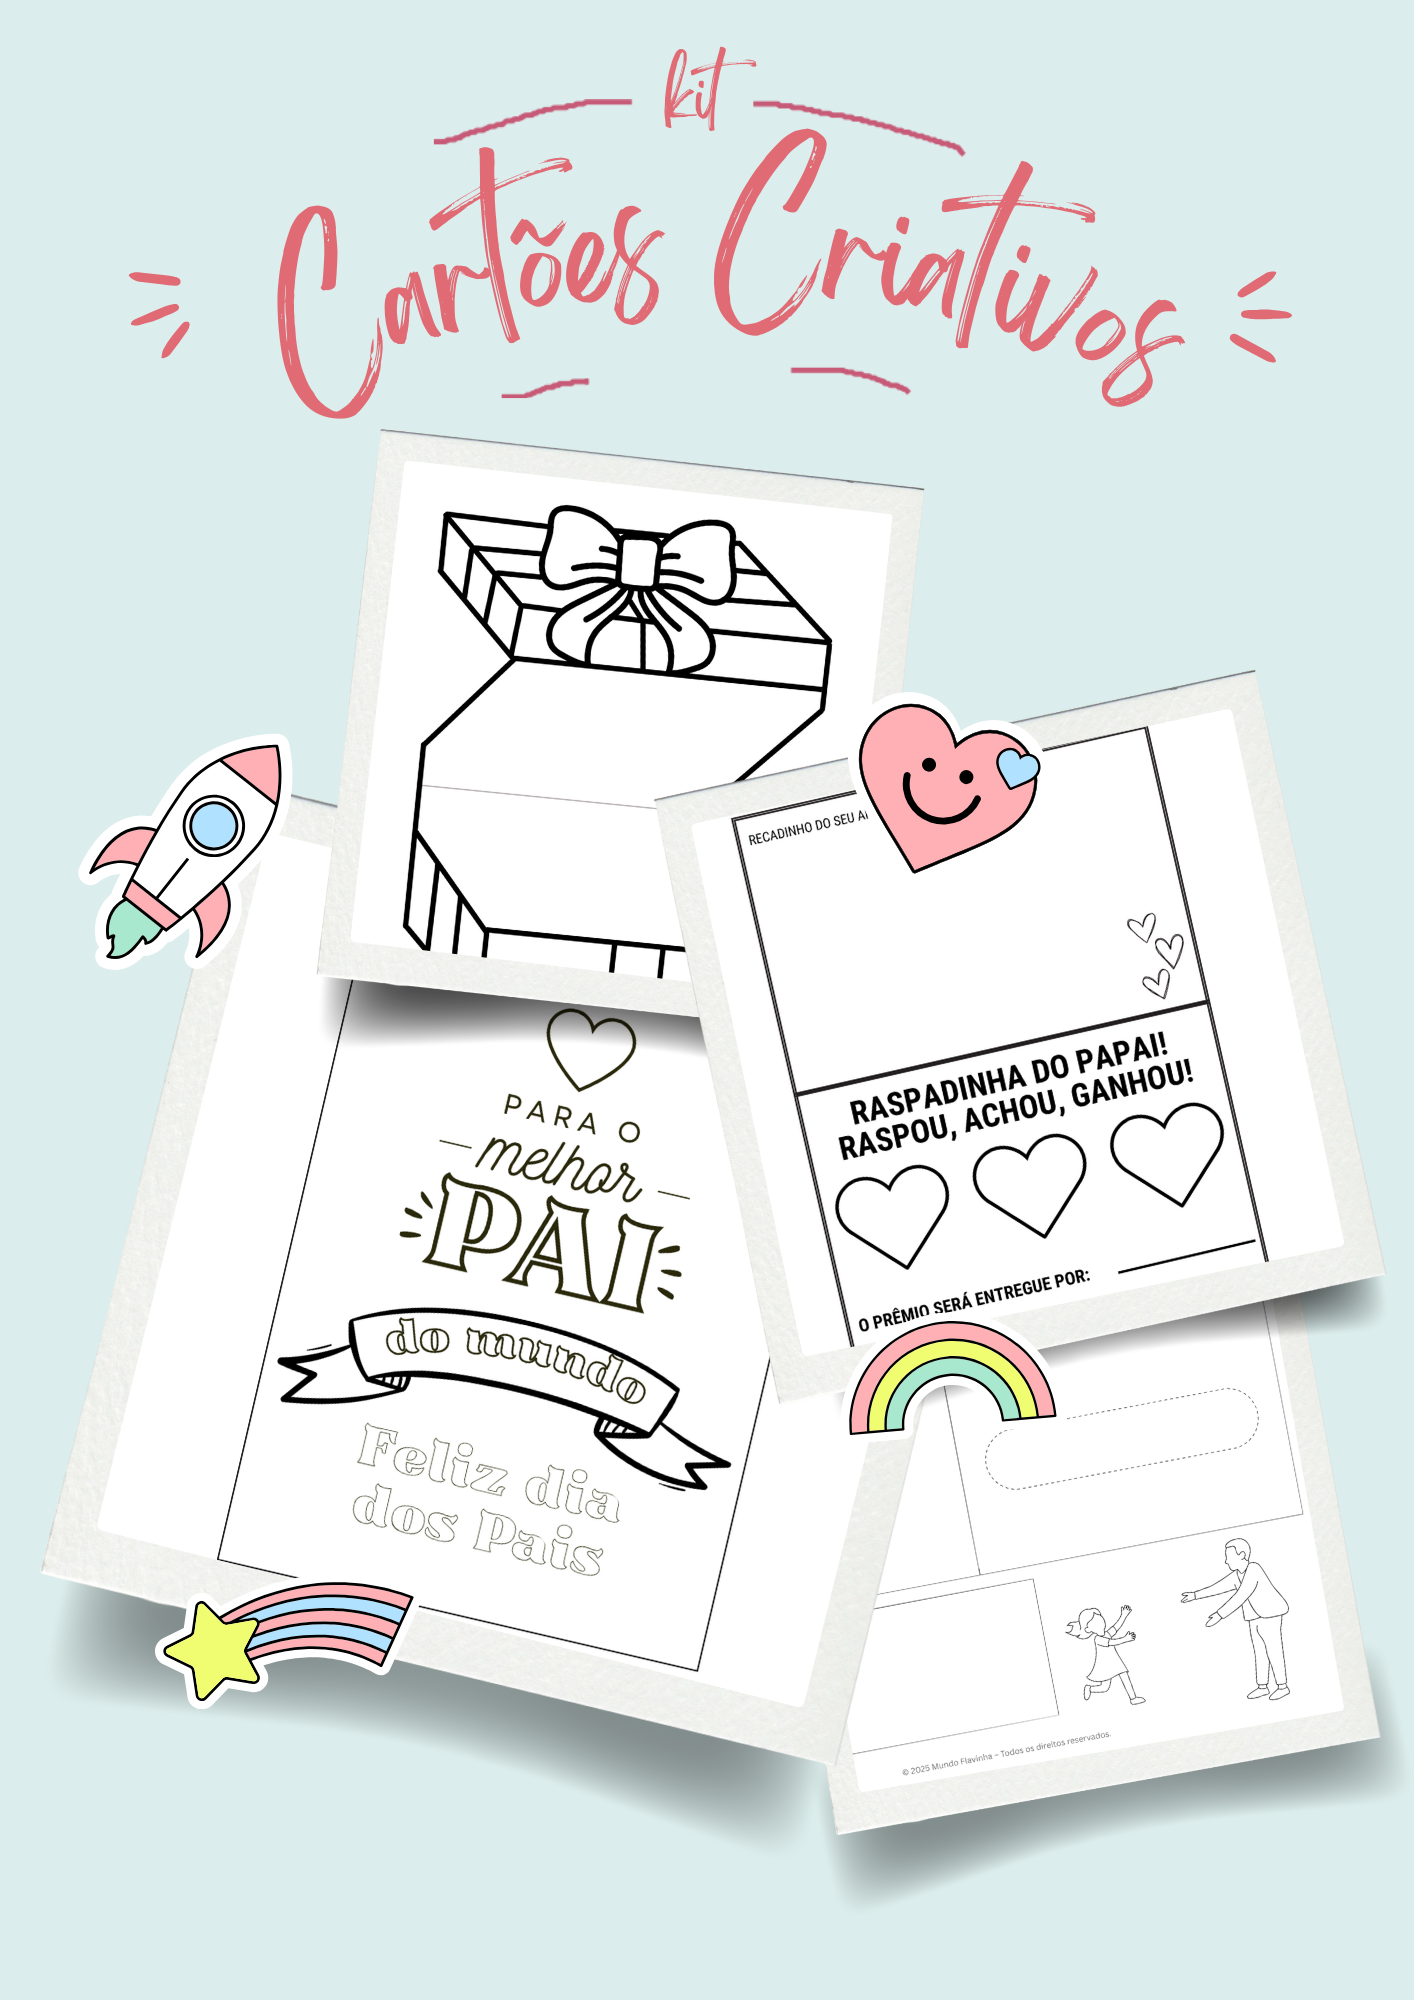 kit
Cartões Criativos
RECADINHO DO SEU
RASPADINHA DO PAPAI!
RASPOU, ACHOU, GANHOU!
O PRÊMIO SERÁ ENTREGUE POR:
PARA O
melhor
PAI
do mundo
Feliz dia
dos Pais
© 2025 Mundo Flavinha – Todos os direitos reservados.